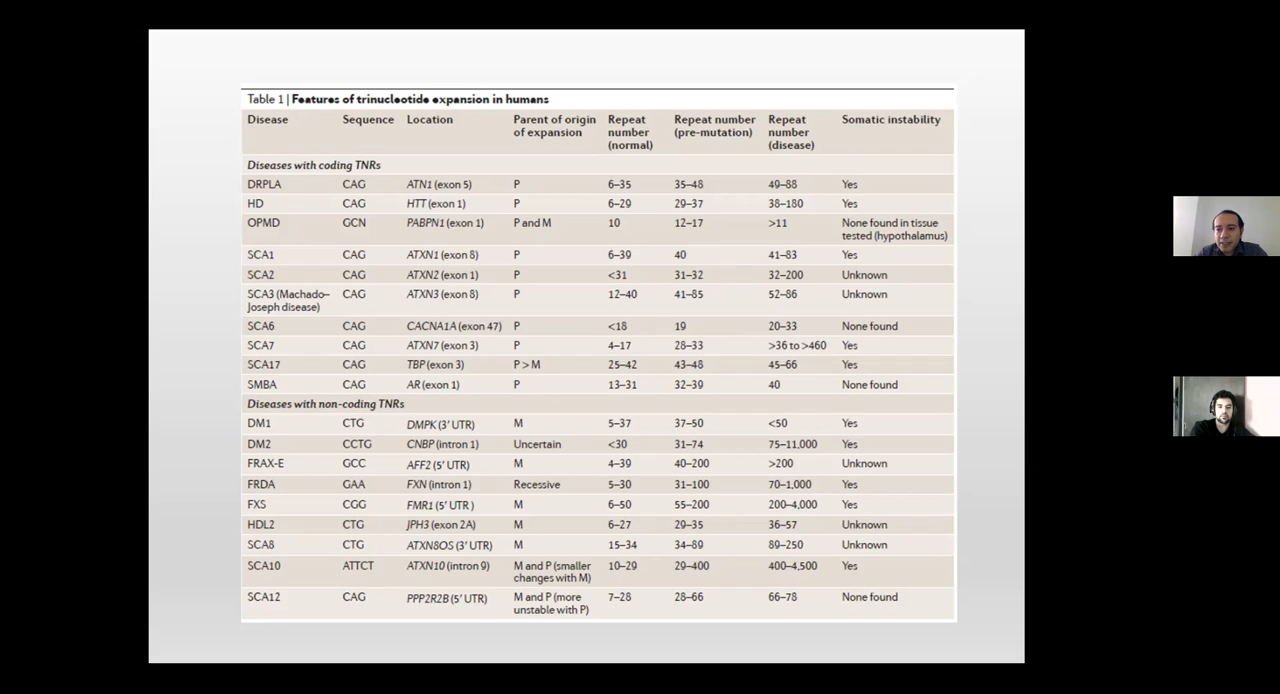 Table 1 | Features of trinucleotide expansion in humans
Disease Sequence Location Parent of origin of expansion Repeat number (normal) Repeat number (pre-mutation) Repeat number (disease) Somatic instability
Diseases with coding TNRs
DRPLA CAG ATN1 (exon 5) P 6–35 35–48 49–88 Yes
HD CAG HTT (exon 1) P 6–29 29–37 38–180 Yes
OPMD GCN PABPN1 (exon 1) P and M 10 12–17 >11 None found in tissue tested (hypothalamus)
SCA1 CAG ATXN1 (exon 8) P 6–39 40 41–83 Yes
SCA2 CAG ATXN2 (exon 1) P <31 31–32 32–200 Unknown
SCA3 (Machado–Joseph disease) CAG ATXN3 (exon 8) P 12–40 41–85 52–86 Unknown
SCA6 CAG CACNA1A (exon 47) P <18 19 20–33 None found
SCA7 CAG ATXN7 (exon 3) P 4–17 28–33 >36 to >460 Yes
SCA17 CAG TBP (exon 3) P > M 25–42 43–48 45–66 Yes
SMBA CAG AR (exon 1) P 13–31 32–39 40 None found
Diseases with non-coding TNRs
DM1 CTG DMPK (3′ UTR) M 5–37 37–50 <50 Yes
DM2 CCTG CNBP (intron 1) Uncertain <30 31–74 75–11,000 Yes
FRAX-E GCC AFF2 (5′ UTR) M 4–39 40–200 >200 Unknown
FRDA GAA FXN (intron 1) Recessive 5–30 31–100 70–1,000 Yes
FXS CGG FMR1 (5′ UTR ) M 6–50 55–200 200–4,000 Yes
HDL2 CTG JPH3 (exon 2A) M 6–27 29–35 36–57 Unknown
SCA8 CTG ATXN8OS (3′ UTR) M 15–34 34–89 89–250 Unknown
SCA10 ATTCT ATXN10 (intron 9) M and P (smaller changes with M) 10–29 29–400 400–4,500 Yes
SCA12 CAG PPP2R2B (5′ UTR) M and P (more unstable with P) 7–28 28–66 66–78 None found